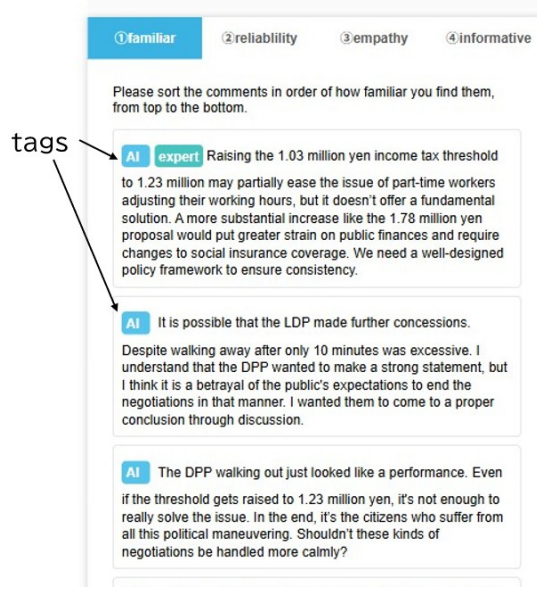 ①familiar ②reliablility ③empathy ④informative
Please sort the comments in order of how familiar you find them,
from top to the bottom.
tags
AI expert Raising the 1.03 million yen income tax threshold
to 1.23 million may partially ease the issue of part-time workers
adjusting their working hours, but it doesn't offer a fundamental
solution. A more substantial increase like the 1.78 million yen
proposal would put greater strain on public finances and require
changes to social insurance coverage. We need a well-designed
policy framework to ensure consistency.
AI It is possible that the LDP made further concessions.
Despite walking away after only 10 minutes was excessive. I
understand that the DPP wanted to make a strong statement, but
I think it is a betrayal of the public's expectations to end the
negotiations in that manner. I wanted them to come to a proper
conclusion through discussion.
AI The DPP walking out just looked like a performance. Even
if the threshold gets raised to 1.23 million yen, it's not enough to
really solve the issue. In the end, it's the citizens who suffer from
all this political maneuvering. Shouldn't these kinds of
negotiations be handled more calmly?